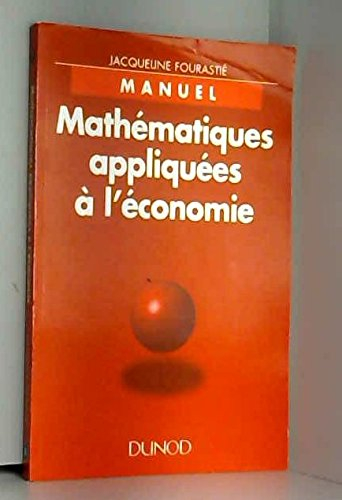 JACQUELINE FOURASTIÉ
MANUEL
Mathématiques
appliquées
à l'économie
DUNOD